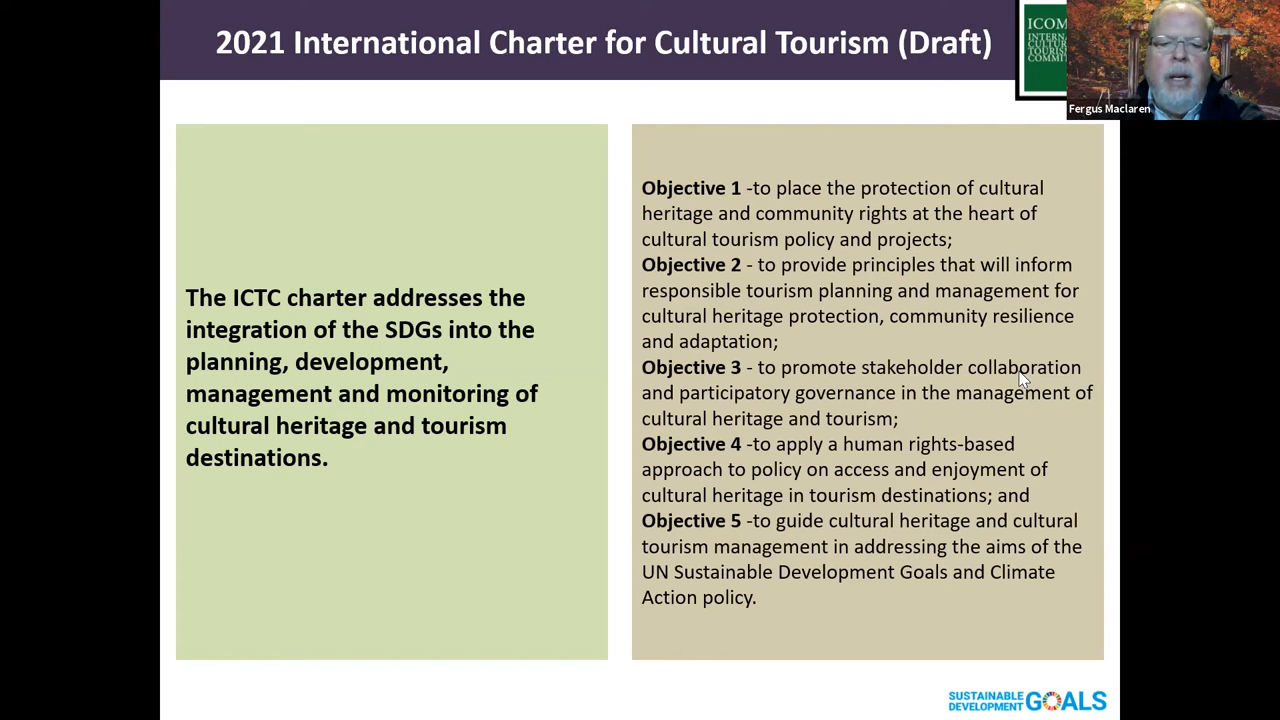 2021 International Charter for Cultural Tourism (Draft)
ICOM
INTERN
CULTUR
TOURIS
COMMIT
Fergus Maclaren
The ICTC charter addresses the
integration of the SDGs into the
planning, development,
management and monitoring of
cultural heritage and tourism
destinations.
Objective 1 -to place the protection of cultural
heritage and community rights at the heart of
cultural tourism policy and projects;
Objective 2 - to provide principles that will inform
responsible tourism planning and management for
cultural heritage protection, community resilience
and adaptation;
Objective 3 - to promote stakeholder collaboration
and participatory governance in the management of
cultural heritage and tourism;
Objective 4 -to apply a human rights-based
approach to policy on access and enjoyment of
cultural heritage in tourism destinations; and
Objective 5 -to guide cultural heritage and cultural
tourism management in addressing the aims of the
UN Sustainable Development Goals and Climate
Action policy.
SUSTAINABLE
DEVELOPMENT GOALS